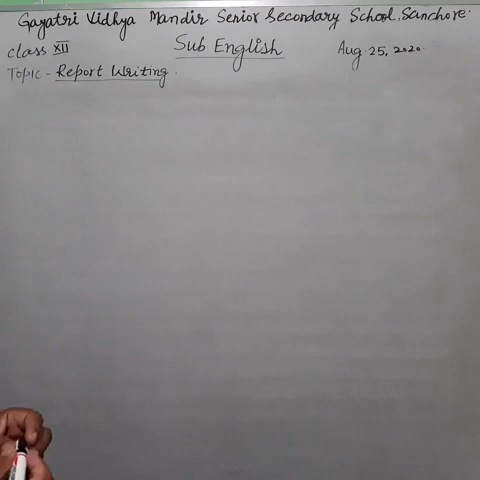 Gayatri Vidhya Mandir Senior Secondary School, Sanchore.
class XII Sub English Aug. 25, 2020.
Topic - Report Writing.